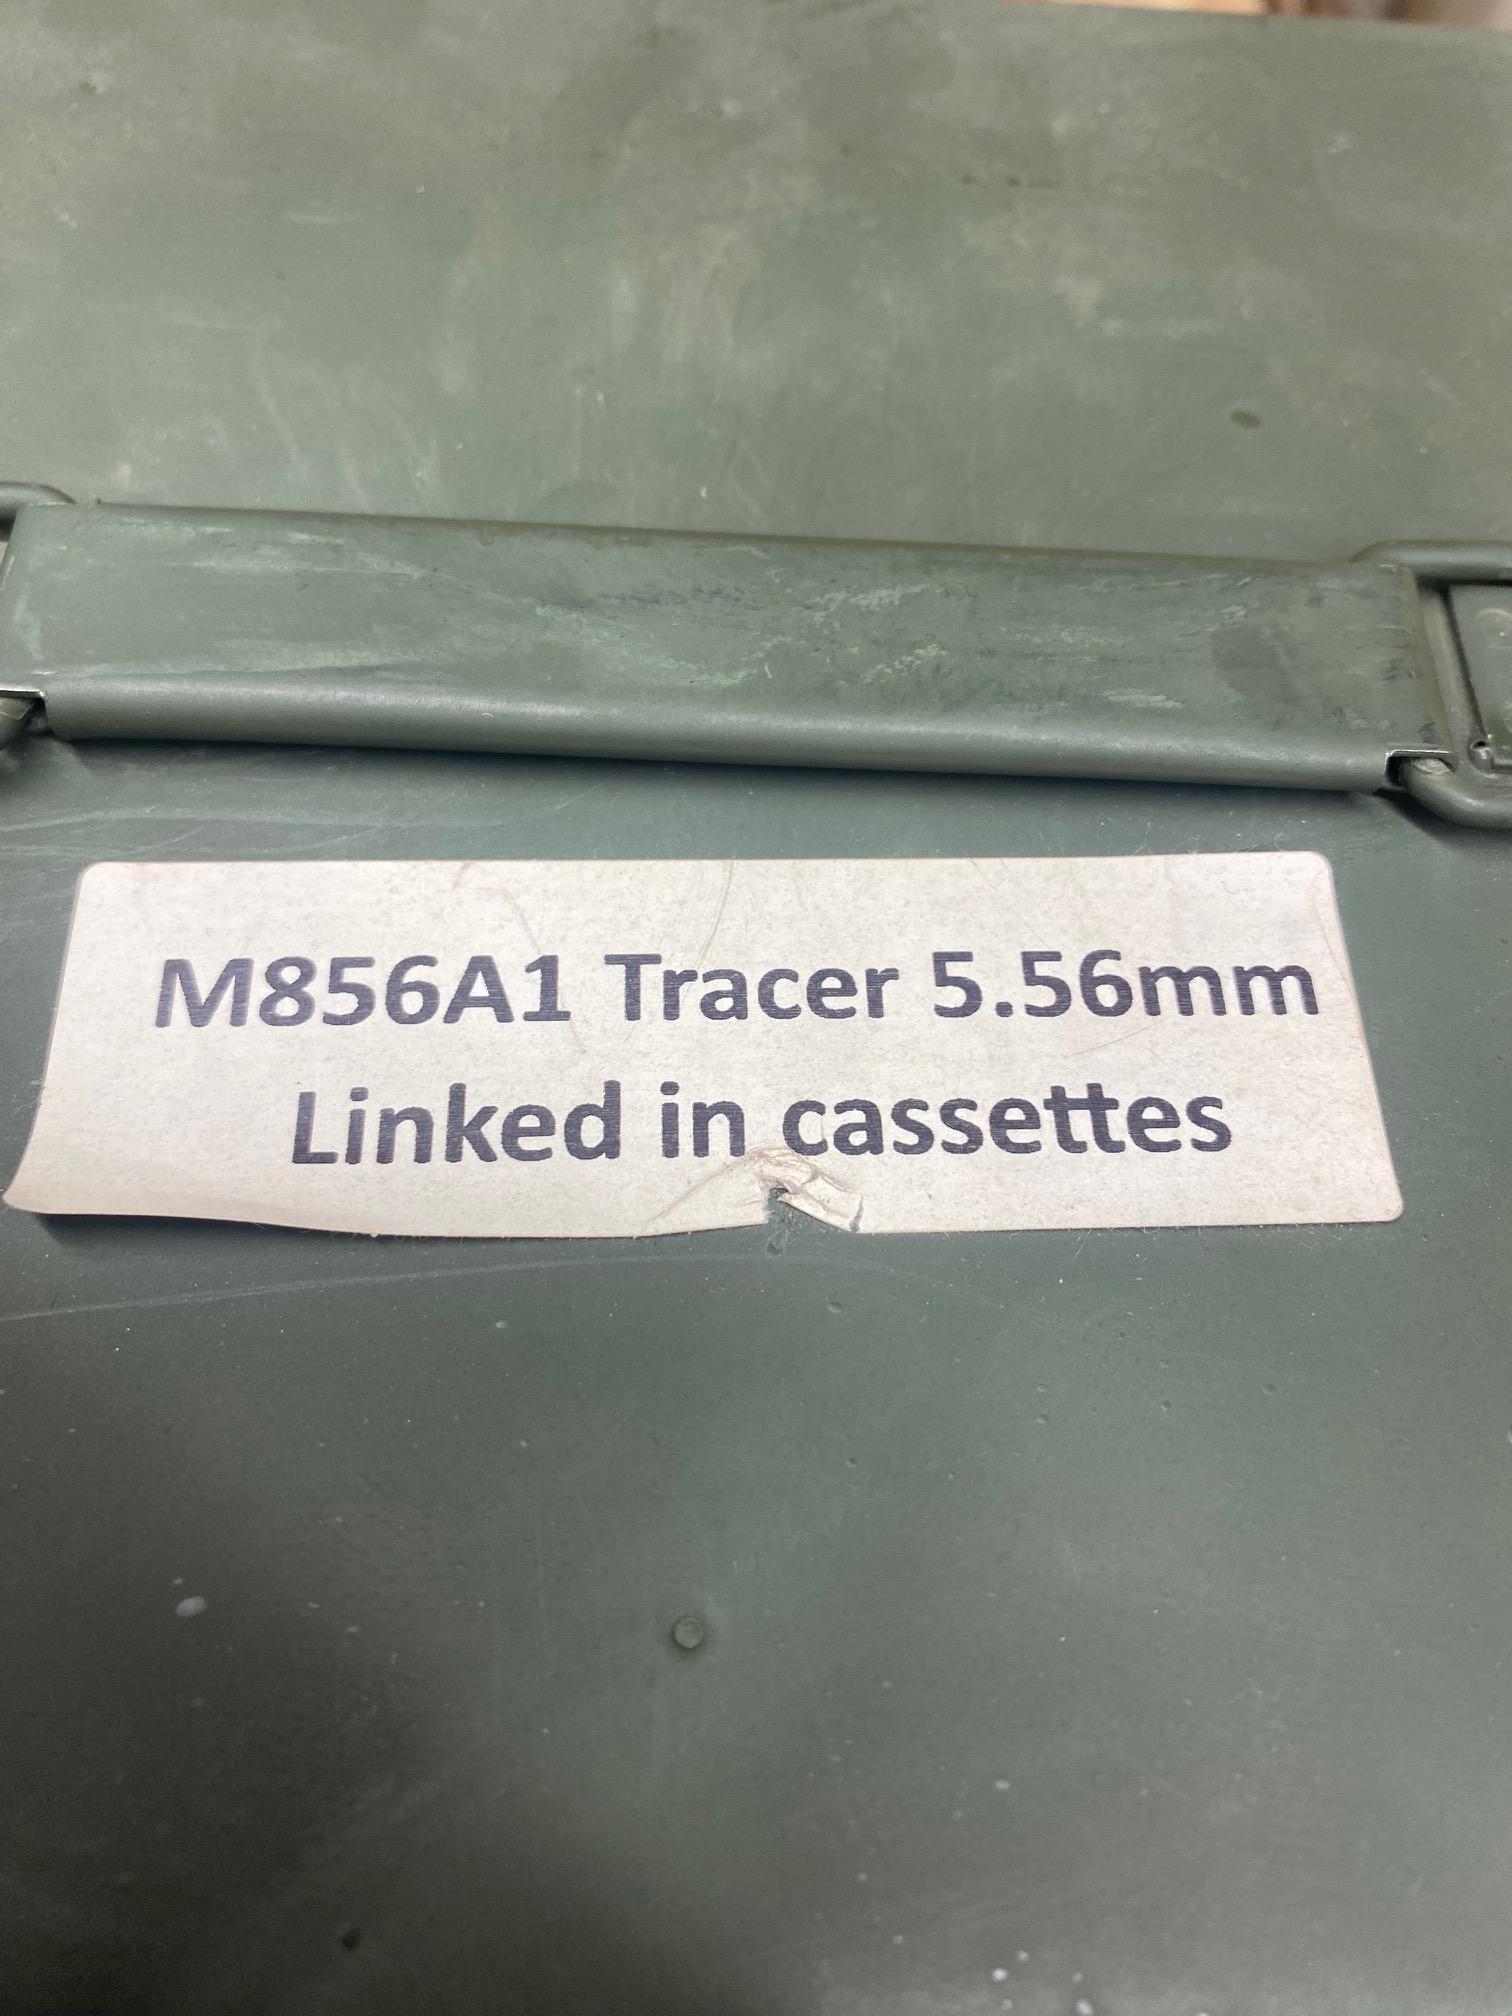 M856A1 Tracer 5.56mm
Linked in cassettes